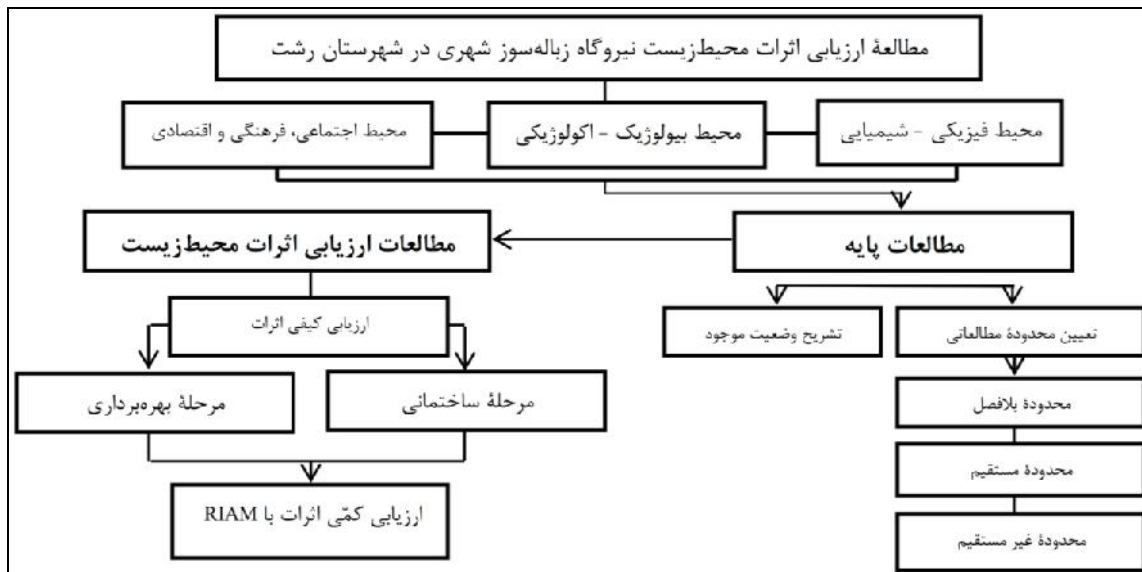 مطالعهٔ ارزیابی اثرات محیط‌زیست نیروگاه زباله‌سوز شهری در شهرستان رشت
محیط فیزیکی - شیمیایی
محیط بیولوژیک - اکولوژیکی
محیط اجتماعی، فرهنگی و اقتصادی
مطالعات پایه
مطالعات ارزیابی اثرات محیط‌زیست
تعیین محدودهٔ مطالعاتی
تشریح وضعیت موجود
محدودهٔ بلافصل
محدودهٔ مستقیم
محدودهٔ غیر مستقیم
ارزیابی کیفی اثرات
مرحلهٔ ساختمانی
مرحلهٔ بهره‌برداری
ارزیابی کمّی اثرات با RIAM